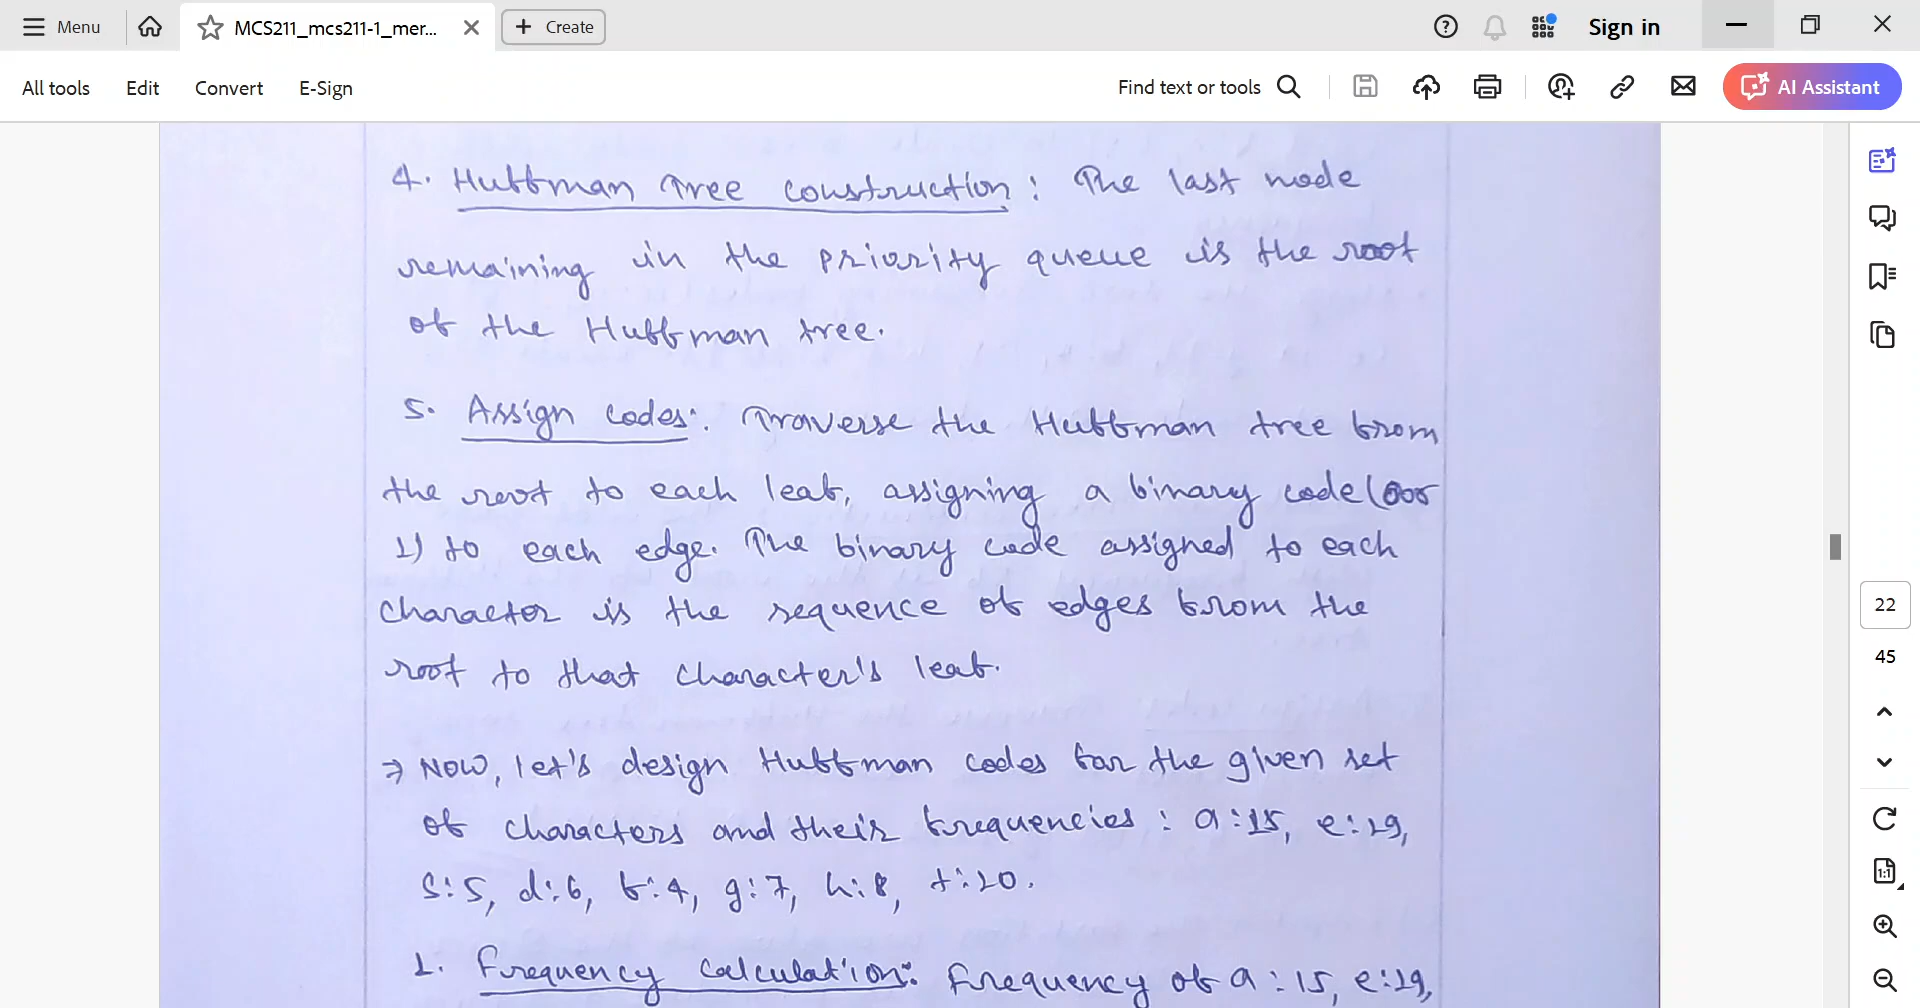 Menu
MCS211_mcs211-1_mer...
Create
Sign in
All tools
Edit
Convert
E-Sign
Find text or tools
AI Assistant
4. Huffman Tree construction: The last node
remaining in the priority queue is the root
of the Huffman tree.
5. Assign codes: Traverse the Huffman tree from
the root to each leaf, assigning a binary code (0 or
1) to each edge. The binary code assigned to each
character is the sequence of edges from the
root to that character's leaf.
⇒ NOW, let's design Huffman codes for the given set
of characters and their frequencies: a:15, e:19,
s:5, d:6, f:4, g:7, h:8, t:10.
1. Frequency calculation: Frequency of a:15, e:19,
22
45
1:1